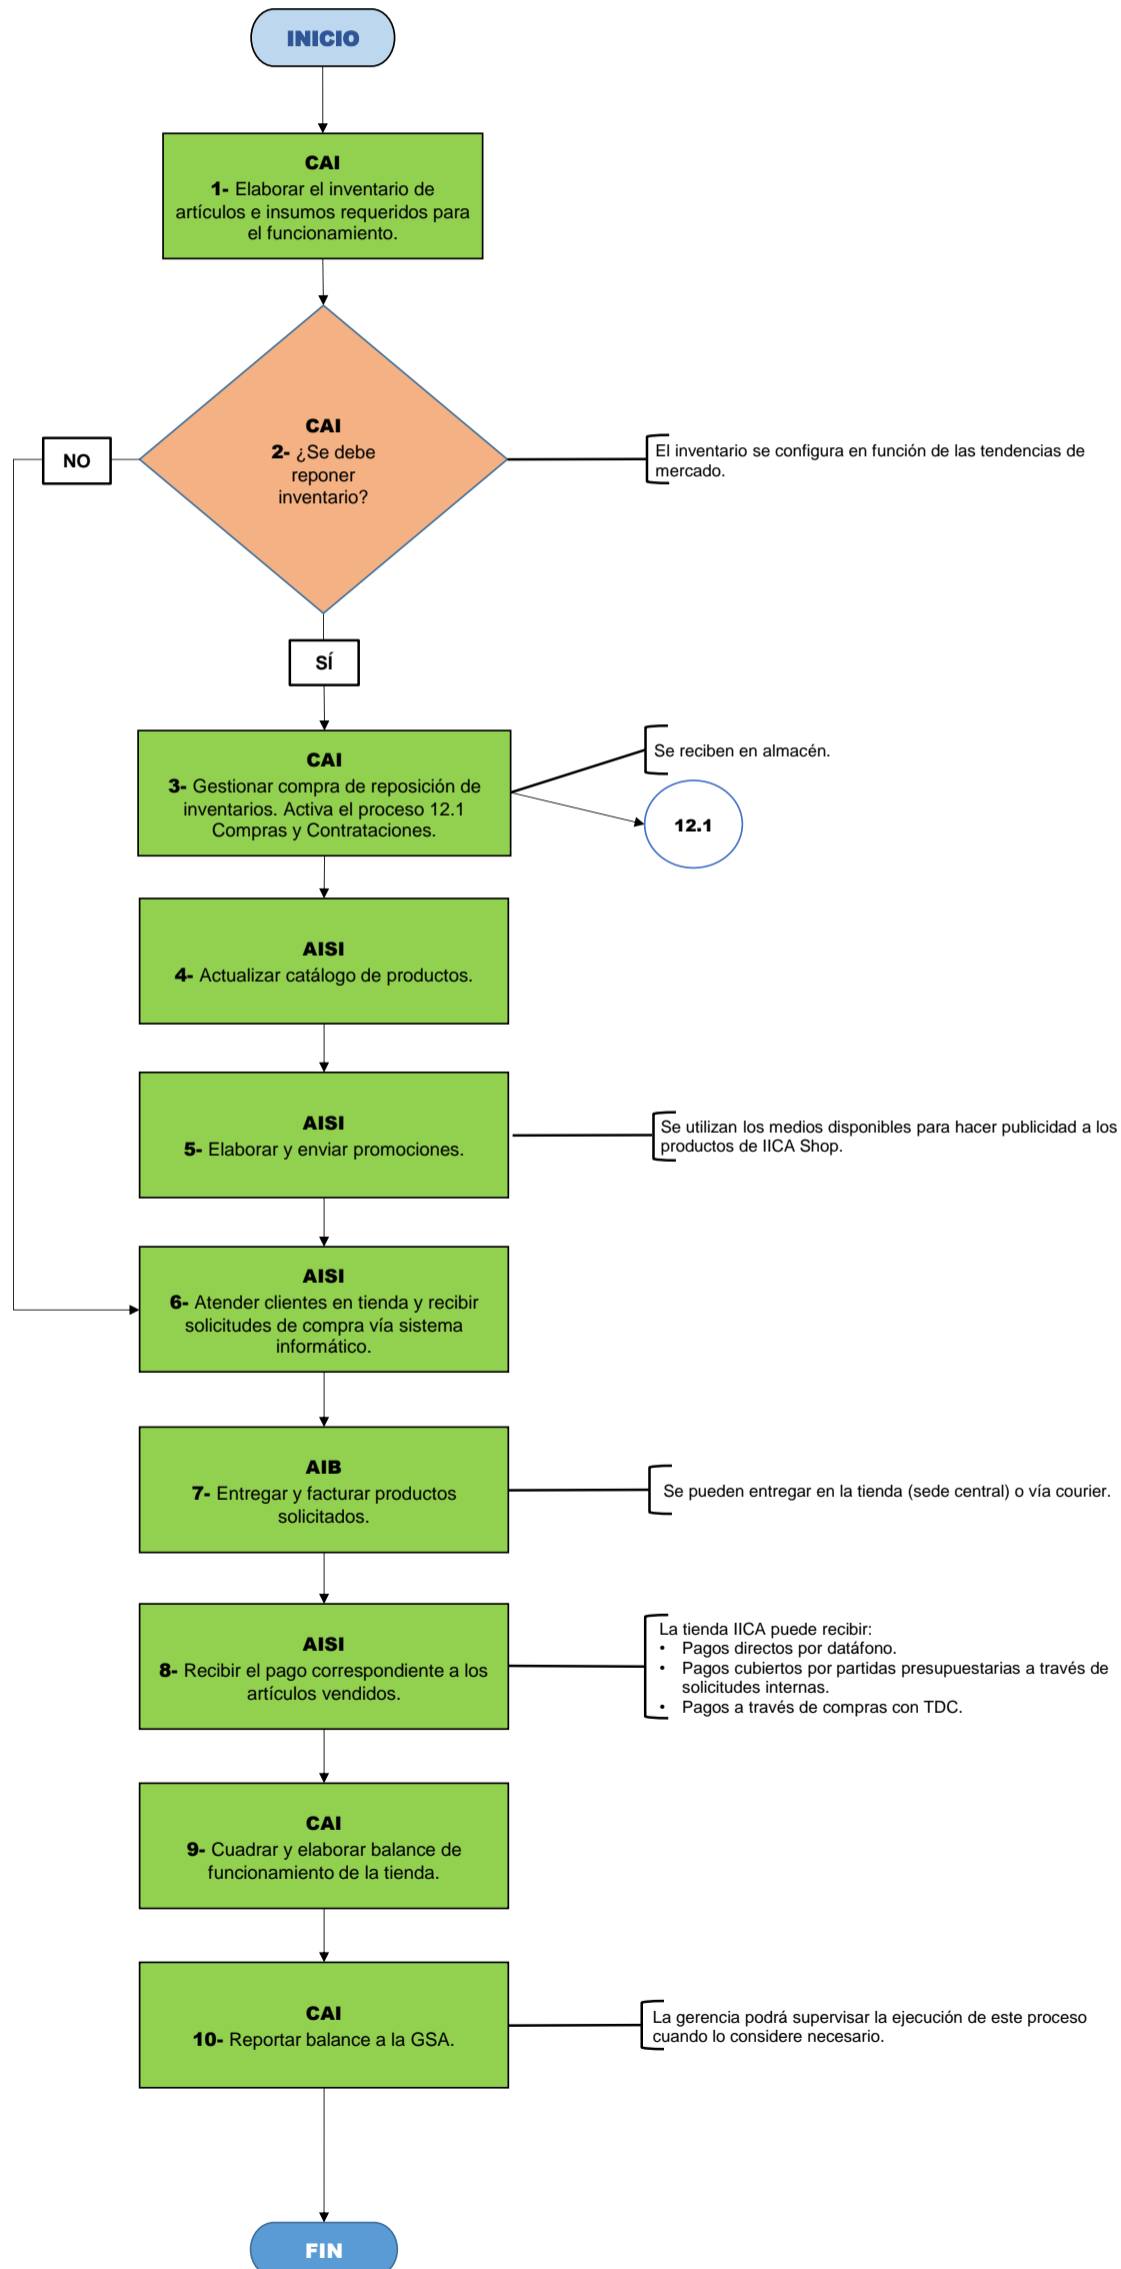 INICIO
CAI
1- Elaborar el inventario de
artículos e insumos requeridos para
el funcionamiento.
CAI
2- ¿Se debe
reponer
inventario?
NO
El inventario se configura en función de las tendencias de
mercado.
SÍ
CAI
3- Gestionar compra de reposición de
inventarios. Activa el proceso 12.1
Compras y Contrataciones.
Se reciben en almacén.
12.1
AISI
4- Actualizar catálogo de productos.
AISI
5- Elaborar y enviar promociones.
Se utilizan los medios disponibles para hacer publicidad a los
productos de IICA Shop.
AISI
6- Atender clientes en tienda y recibir
solicitudes de compra vía sistema
informático.
AIB
7- Entregar y facturar productos
solicitados.
Se pueden entregar en la tienda (sede central) o vía courier.
AISI
8- Recibir el pago correspondiente a los
artículos vendidos.
La tienda IICA puede recibir:
• Pagos directos por datáfono.
• Pagos cubiertos por partidas presupuestarias a través de
solicitudes internas.
• Pagos a través de compras con TDC.
CAI
9- Cuadrar y elaborar balance de
funcionamiento de la tienda.
CAI
10- Reportar balance a la GSA.
La gerencia podrá supervisar la ejecución de este proceso
cuando lo considere necesario.
FIN